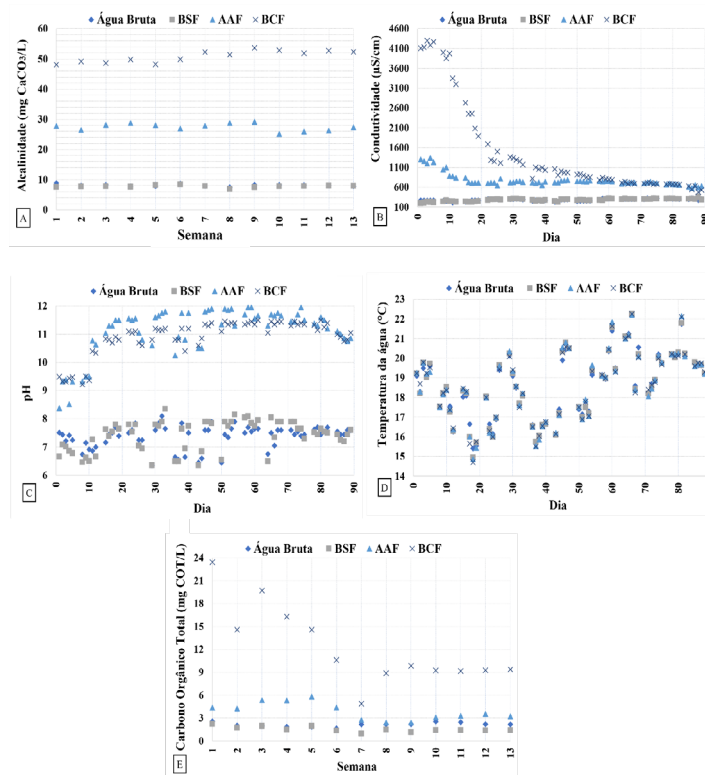 Água Bruta BSF AAF BCF
Alcalinidade (mg CaCO3/L)
60
50
40
30
20
10
0
1 2 3 4 5 6 7 8 9 10 11 12 13
Semana
A
Água Bruta BSF AAF BCF
Condutividade (µS/cm)
4600
4100
3600
3100
2600
2100
1600
1100
600
100
0 10 20 30 40 50 60 70 80 90
Dia
B
Água Bruta BSF AAF BCF
pH
12
11
10
9
8
7
6
0 10 20 30 40 50 60 70 80 90
Dia
C
Água Bruta BSF AAF BCF
Temperatura da água (°C)
23
22
21
20
19
18
17
16
15
14
0 10 20 30 40 50 60 70 80
Dia
D
Água Bruta BSF AAF BCF
Carbono Orgânico Total (mg COT/L)
24
21
18
15
12
9
6
3
0
1 2 3 4 5 6 7 8 9 10 11 12 13
Semana
E